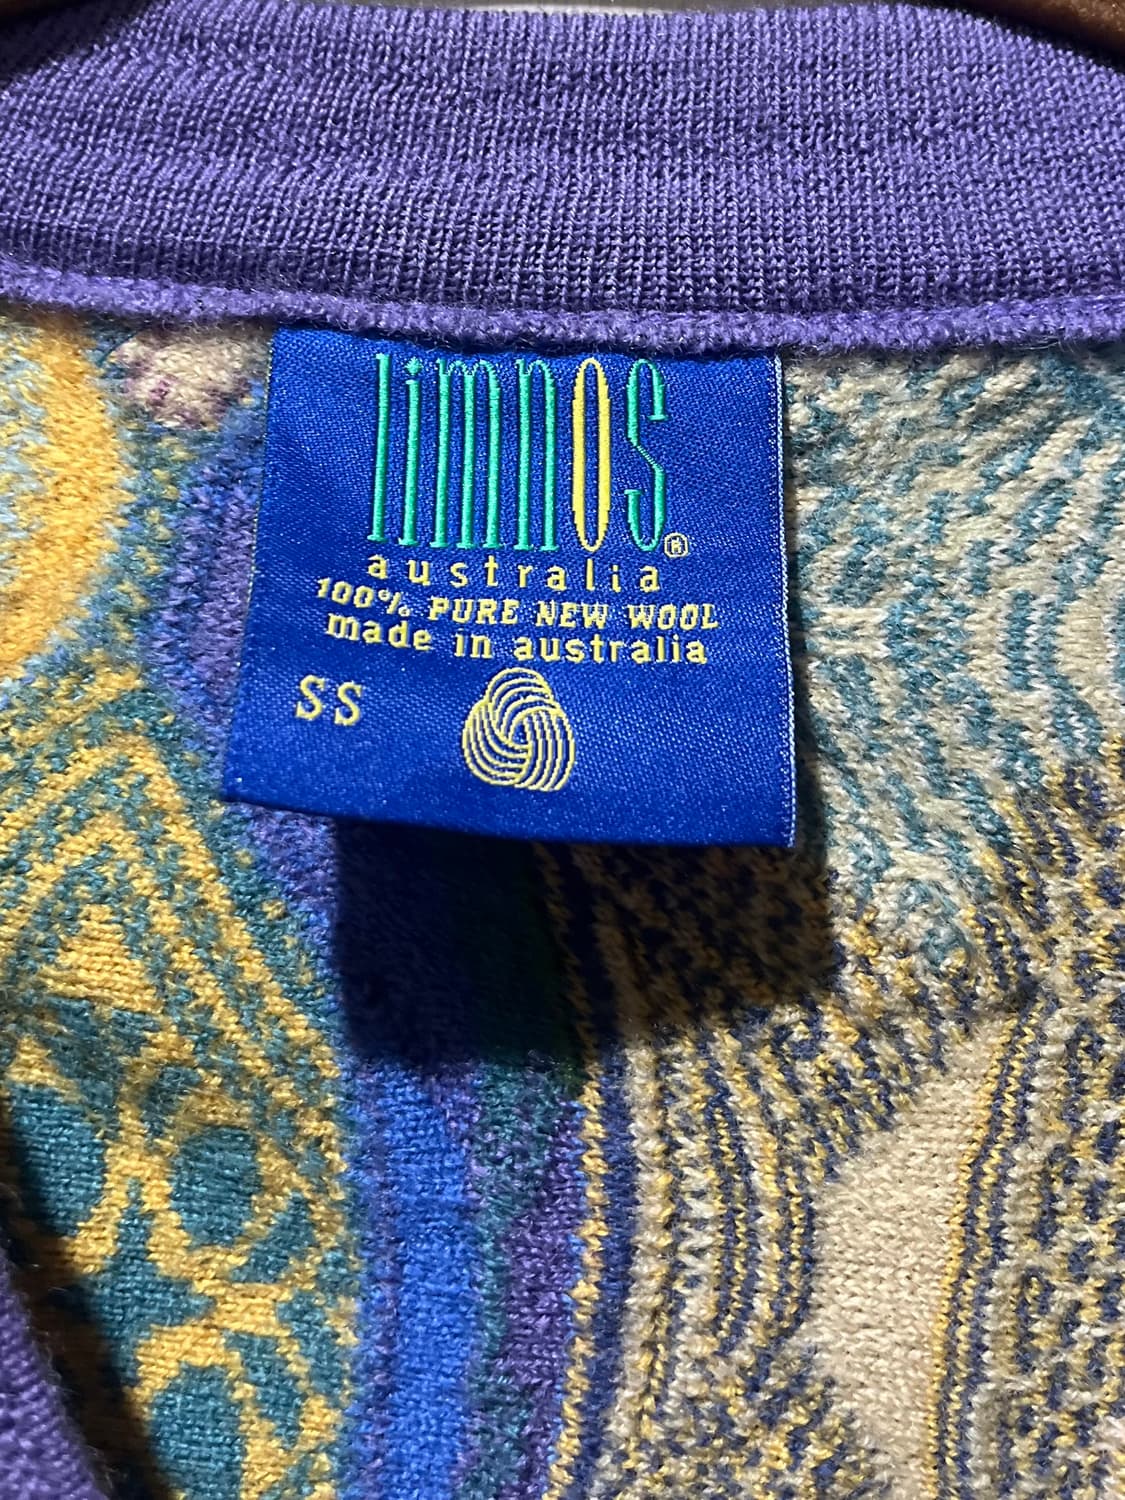 limnos®
australia
100% PURE NEW WOOL
made in australia
SS